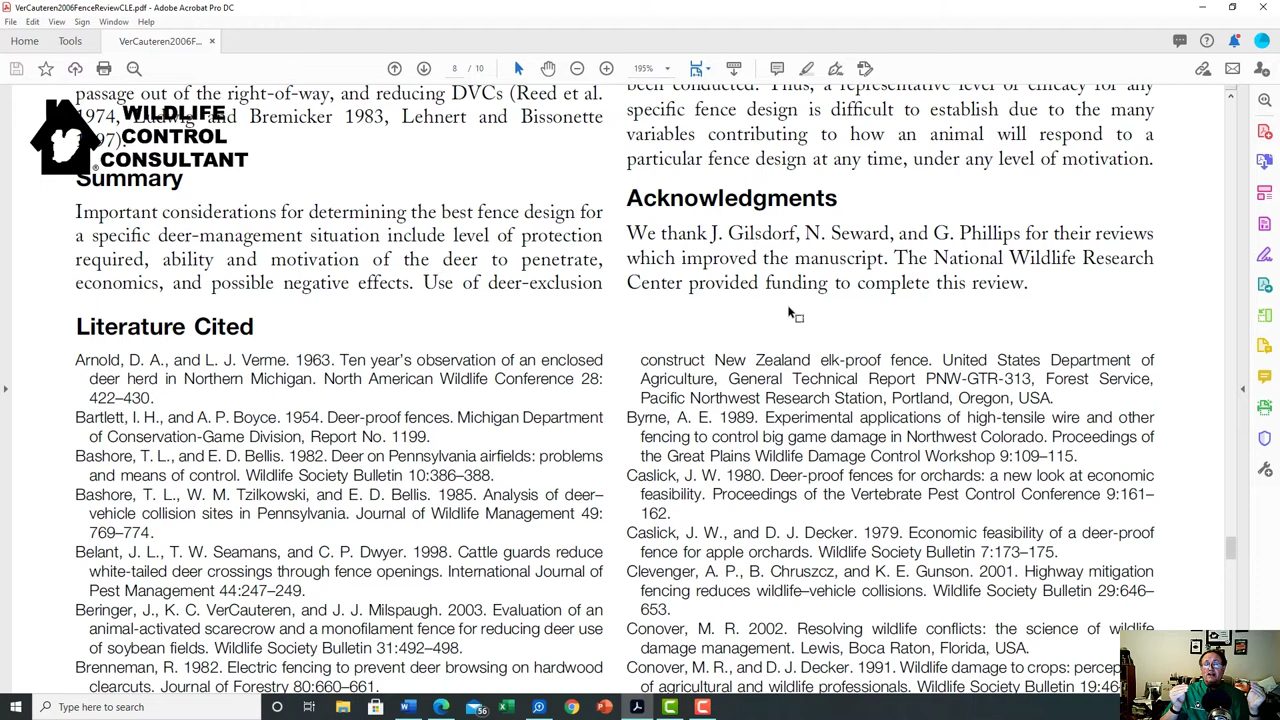 VerCauteren2006FenceReviewCLE.pdf - Adobe Acrobat Pro DC
File Edit View Sign Window Help
Home Tools VerCauteren2006F...
8 / 10 195%
WILDLIFE
CONTROL
CONSULTANT
passage out of the right-of-way, and reducing DVCs (Reed et al.
1974, Ludwig and Bremicker 1983, Lehnert and Bissonette
1997).
Summary
Important considerations for determining the best fence design for
a specific deer-management situation include level of protection
required, ability and motivation of the deer to penetrate,
economics, and possible negative effects. Use of deer-exclusion
been conducted. Thus, a representative level of efficacy for any
specific fence design is difficult to establish due to the many
variables contributing to how an animal will respond to a
particular fence design at any time, under any level of motivation.
Acknowledgments
We thank J. Gilsdorf, N. Seward, and G. Phillips for their reviews
which improved the manuscript. The National Wildlife Research
Center provided funding to complete this review.
Literature Cited
Arnold, D. A., and L. J. Verme. 1963. Ten year's observation of an enclosed
deer herd in Northern Michigan. North American Wildlife Conference 28:
422–430.
Bartlett, I. H., and A. P. Boyce. 1954. Deer-proof fences. Michigan Department
of Conservation-Game Division, Report No. 1199.
Bashore, T. L., and E. D. Bellis. 1982. Deer on Pennsylvania airfields: problems
and means of control. Wildlife Society Bulletin 10:386–388.
Bashore, T. L., W. M. Tzilkowski, and E. D. Bellis. 1985. Analysis of deer–
vehicle collision sites in Pennsylvania. Journal of Wildlife Management 49:
769–774.
Belant, J. L., T. W. Seamans, and C. P. Dwyer. 1998. Cattle guards reduce
white-tailed deer crossings through fence openings. International Journal of
Pest Management 44:247–249.
Beringer, J., K. C. VerCauteren, and J. J. Milspaugh. 2003. Evaluation of an
animal-activated scarecrow and a monofilament fence for reducing deer use
of soybean fields. Wildlife Society Bulletin 31:492–498.
Brenneman, R. 1982. Electric fencing to prevent deer browsing on hardwood
clearcuts. Journal of Forestry 80:660–661.
construct New Zealand elk-proof fence. United States Department of
Agriculture, General Technical Report PNW-GTR-313, Forest Service,
Pacific Northwest Research Station, Portland, Oregon, USA.
Byrne, A. E. 1989. Experimental applications of high-tensile wire and other
fencing to control big game damage in Northwest Colorado. Proceedings of
the Great Plains Wildlife Damage Control Workshop 9:109–115.
Caslick, J. W. 1980. Deer-proof fences for orchards: a new look at economic
feasibility. Proceedings of the Vertebrate Pest Control Conference 9:161–
162.
Caslick, J. W., and D. J. Decker. 1979. Economic feasibility of a deer-proof
fence for apple orchards. Wildlife Society Bulletin 7:173–175.
Clevenger, A. P., B. Chruszcz, and K. E. Gunson. 2001. Highway mitigation
fencing reduces wildlife–vehicle collisions. Wildlife Society Bulletin 29:646–
653.
Conover, M. R. 2002. Resolving wildlife conflicts: the science of wildlife
damage management. Lewis, Boca Raton, Florida, USA.
Conover, M. R., and D. J. Decker. 1991. Wildlife damage to crops:
of agricultural and wildlife professionals. Wildlife Society Bulletin
Type here to search
56